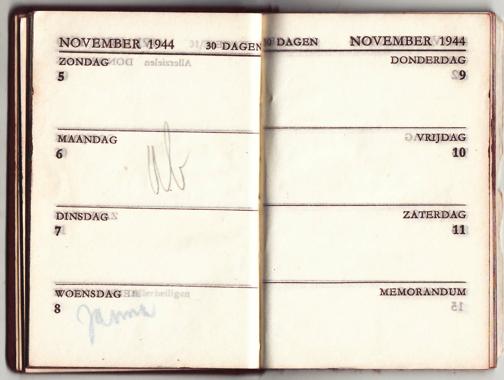 NOVEMBER 1944 30 DAGEN
ZONDAG
5
MAANDAG
6
DINSDAG
7
WOENSDAG
8
Janna
30 DAGEN NOVEMBER 1944
DONDERDAG
9
VRIJDAG
10
ZATERDAG
11
MEMORANDUM